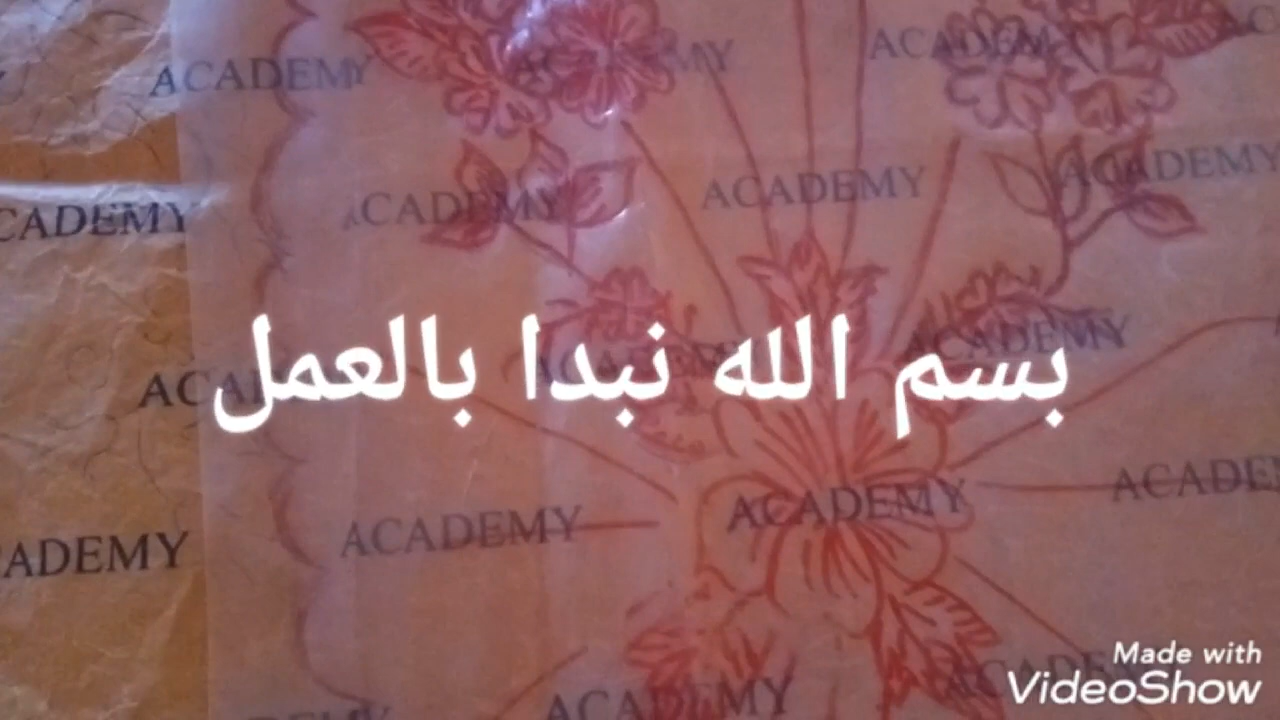 ACADEMY ACADEMY ACADEMY
ACADEMY ACADEMY ACADEMY ACADEMY
ACADEMY ACADEMY
بسم الله نبدا بالعمل
ACADEMY ACADEMY ACADEMY
ACADEMY
ACADEMY
Made with
VideoShow